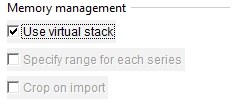 Memory management
Use virtual stack
Specify range for each series
Crop on import